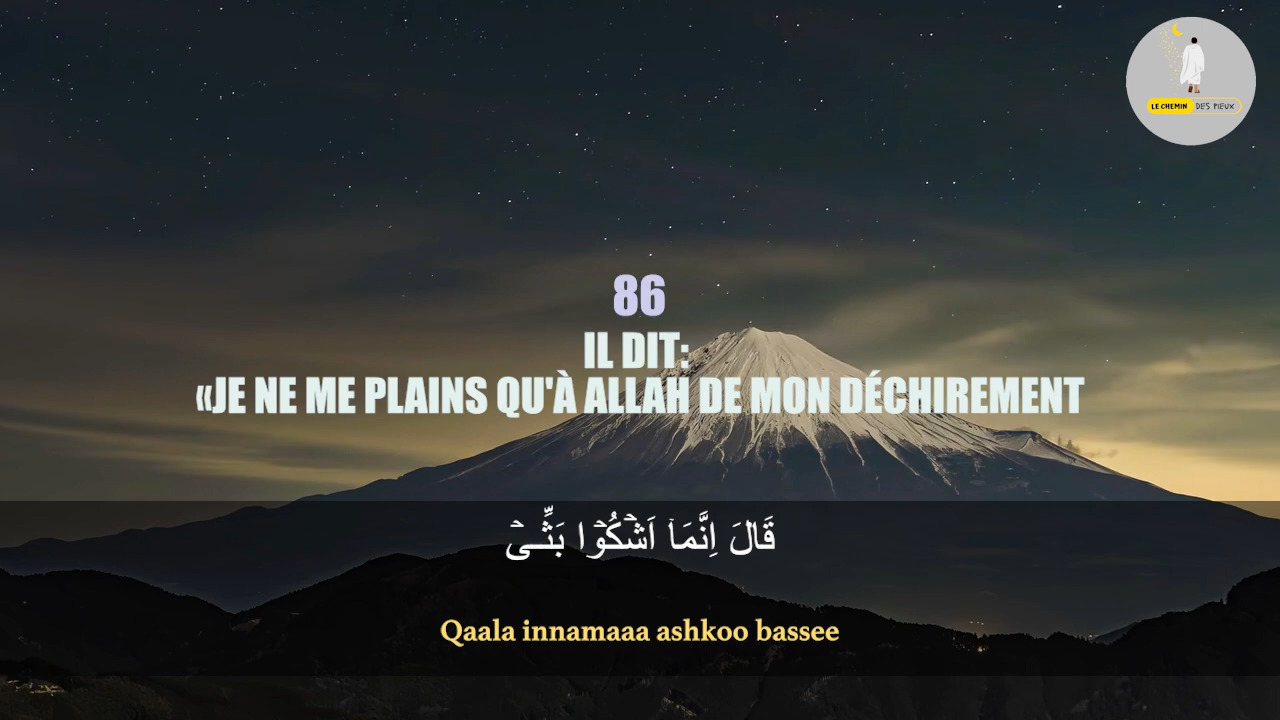 LE CHEMIN DES PIEUX
86
IL DIT:
«JE NE ME PLAINS QU'À ALLAH DE MON DÉCHIREMENT
قَالَ اِنَّمَاۤ اَشۡكُوۡا بَثِّـىۡ
Qaala innamaaa ashkoo bassee